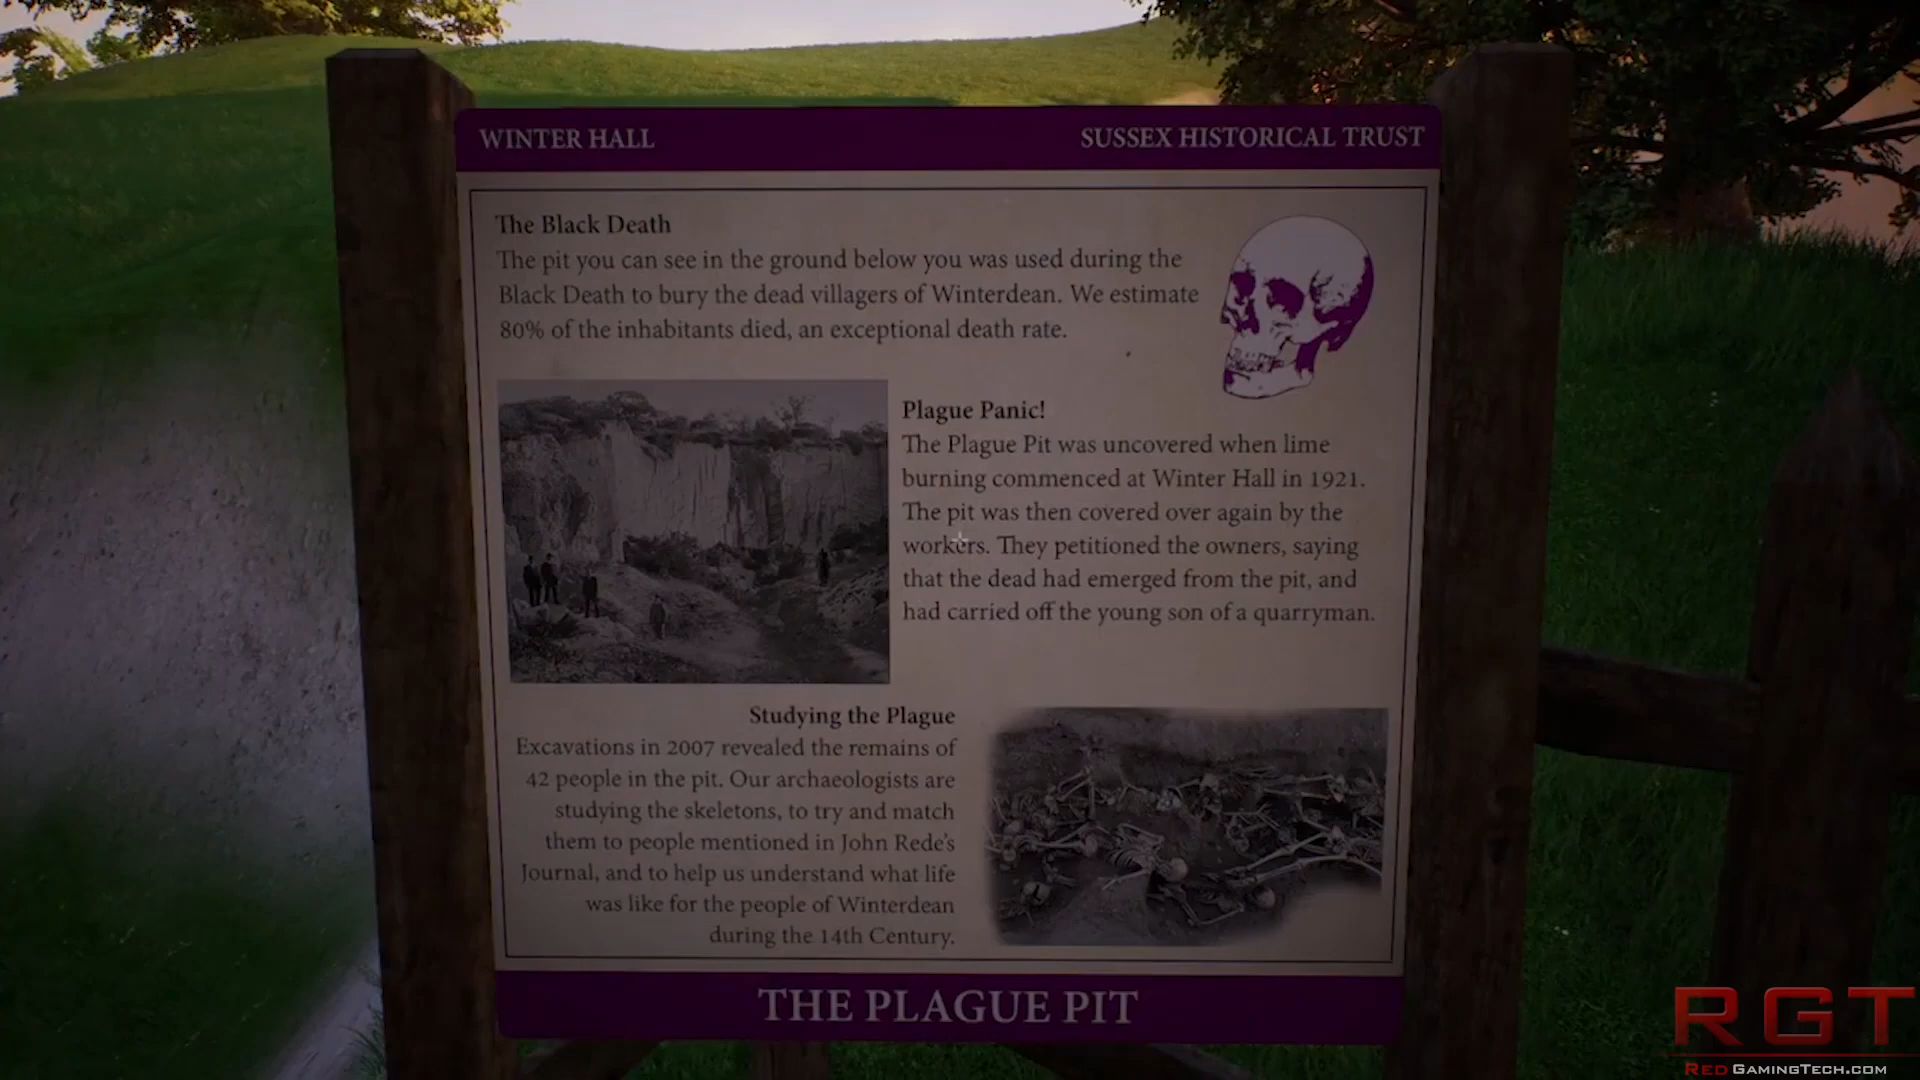 WINTER HALL
SUSSEX HISTORICAL TRUST
The Black Death
The pit you can see in the ground below you was used during the
Black Death to bury the dead villagers of Winterdean. We estimate
80% of the inhabitants died, an exceptional death rate.
Plague Panic!
The Plague Pit was uncovered when lime
burning commenced at Winter Hall in 1921.
The pit was then covered over again by the
workers. They petitioned the owners, saying
that the dead had emerged from the pit, and
had carried off the young son of a quarryman.
Studying the Plague
Excavations in 2007 revealed the remains of
42 people in the pit. Our archaeologists are
studying the skeletons, to try and match
them to people mentioned in John Rede's
Journal, and to help us understand what life
was like for the people of Winterdean
during the 14th Century.
THE PLAGUE PIT
RGT
RED GAMINGTECH.COM